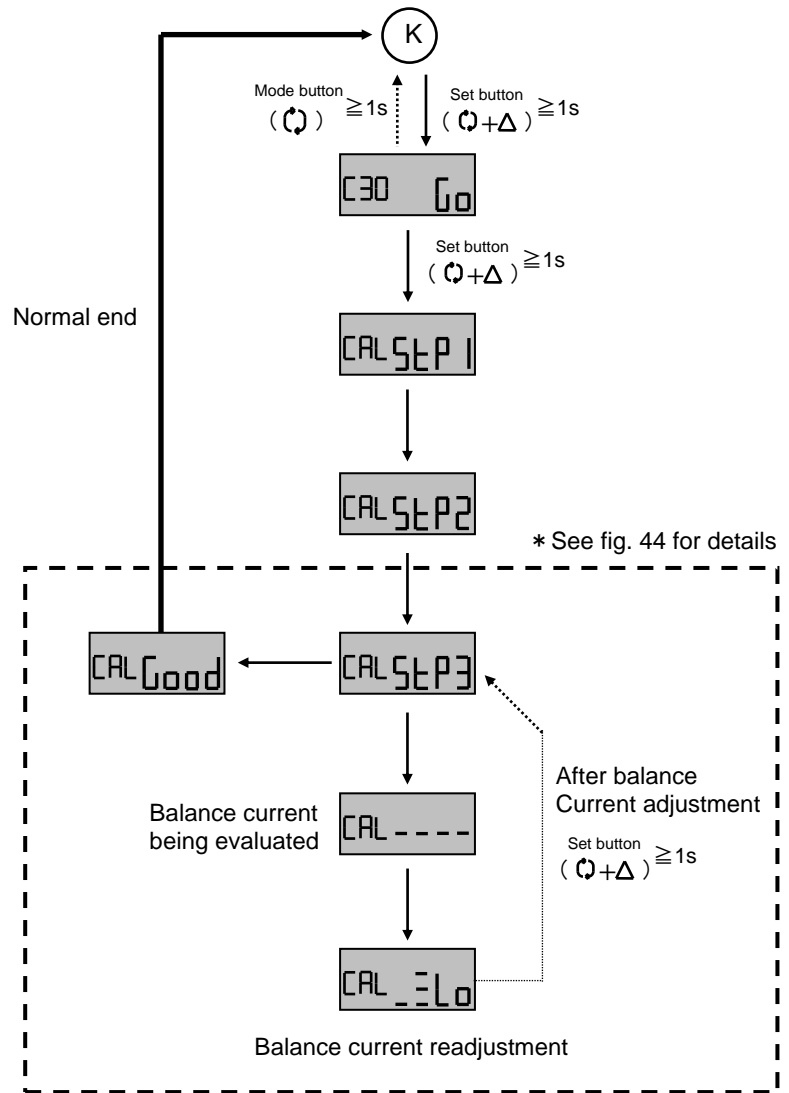 K
Mode button
( ) ≧1s
Set button
( +Δ ) ≧1s
C30 Go
Set button
( +Δ ) ≧1s
Normal end
CAL StP1
CAL StP2
* See fig. 44 for details
CAL Good
CAL StP3
After balance
Current adjustment
Set button
( +Δ ) ≧1s
Balance current
being evaluated
CAL ----
CAL _Ξ Lo
Balance current readjustment